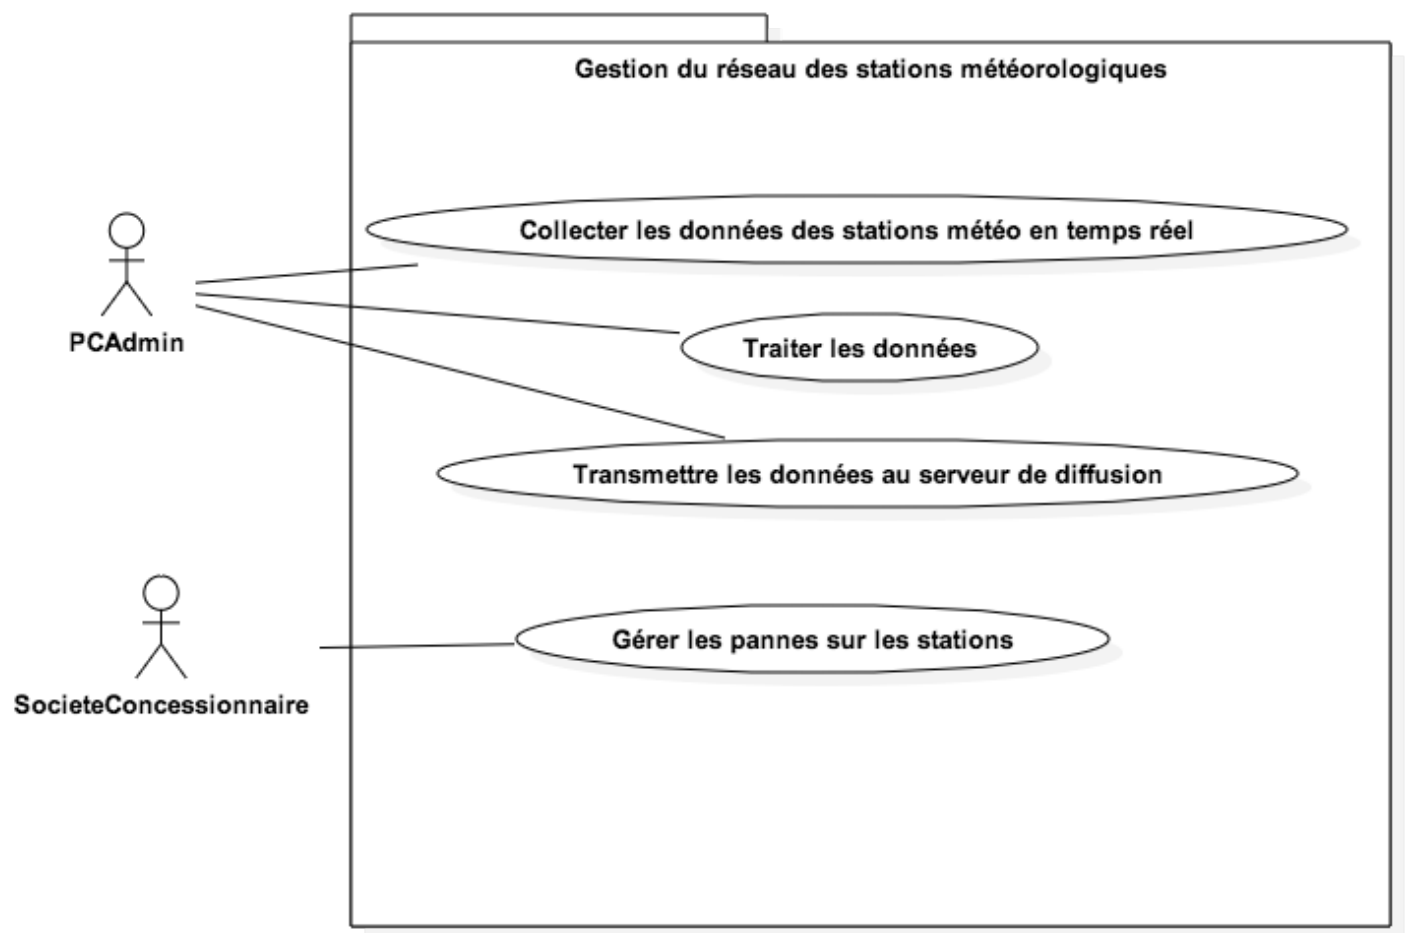 Gestion du réseau des stations météorologiques
Collecter les données des stations météo en temps réel
PCAdmin
Traiter les données
Transmettre les données au serveur de diffusion
Gérer les pannes sur les stations
SocieteConcessionnaire